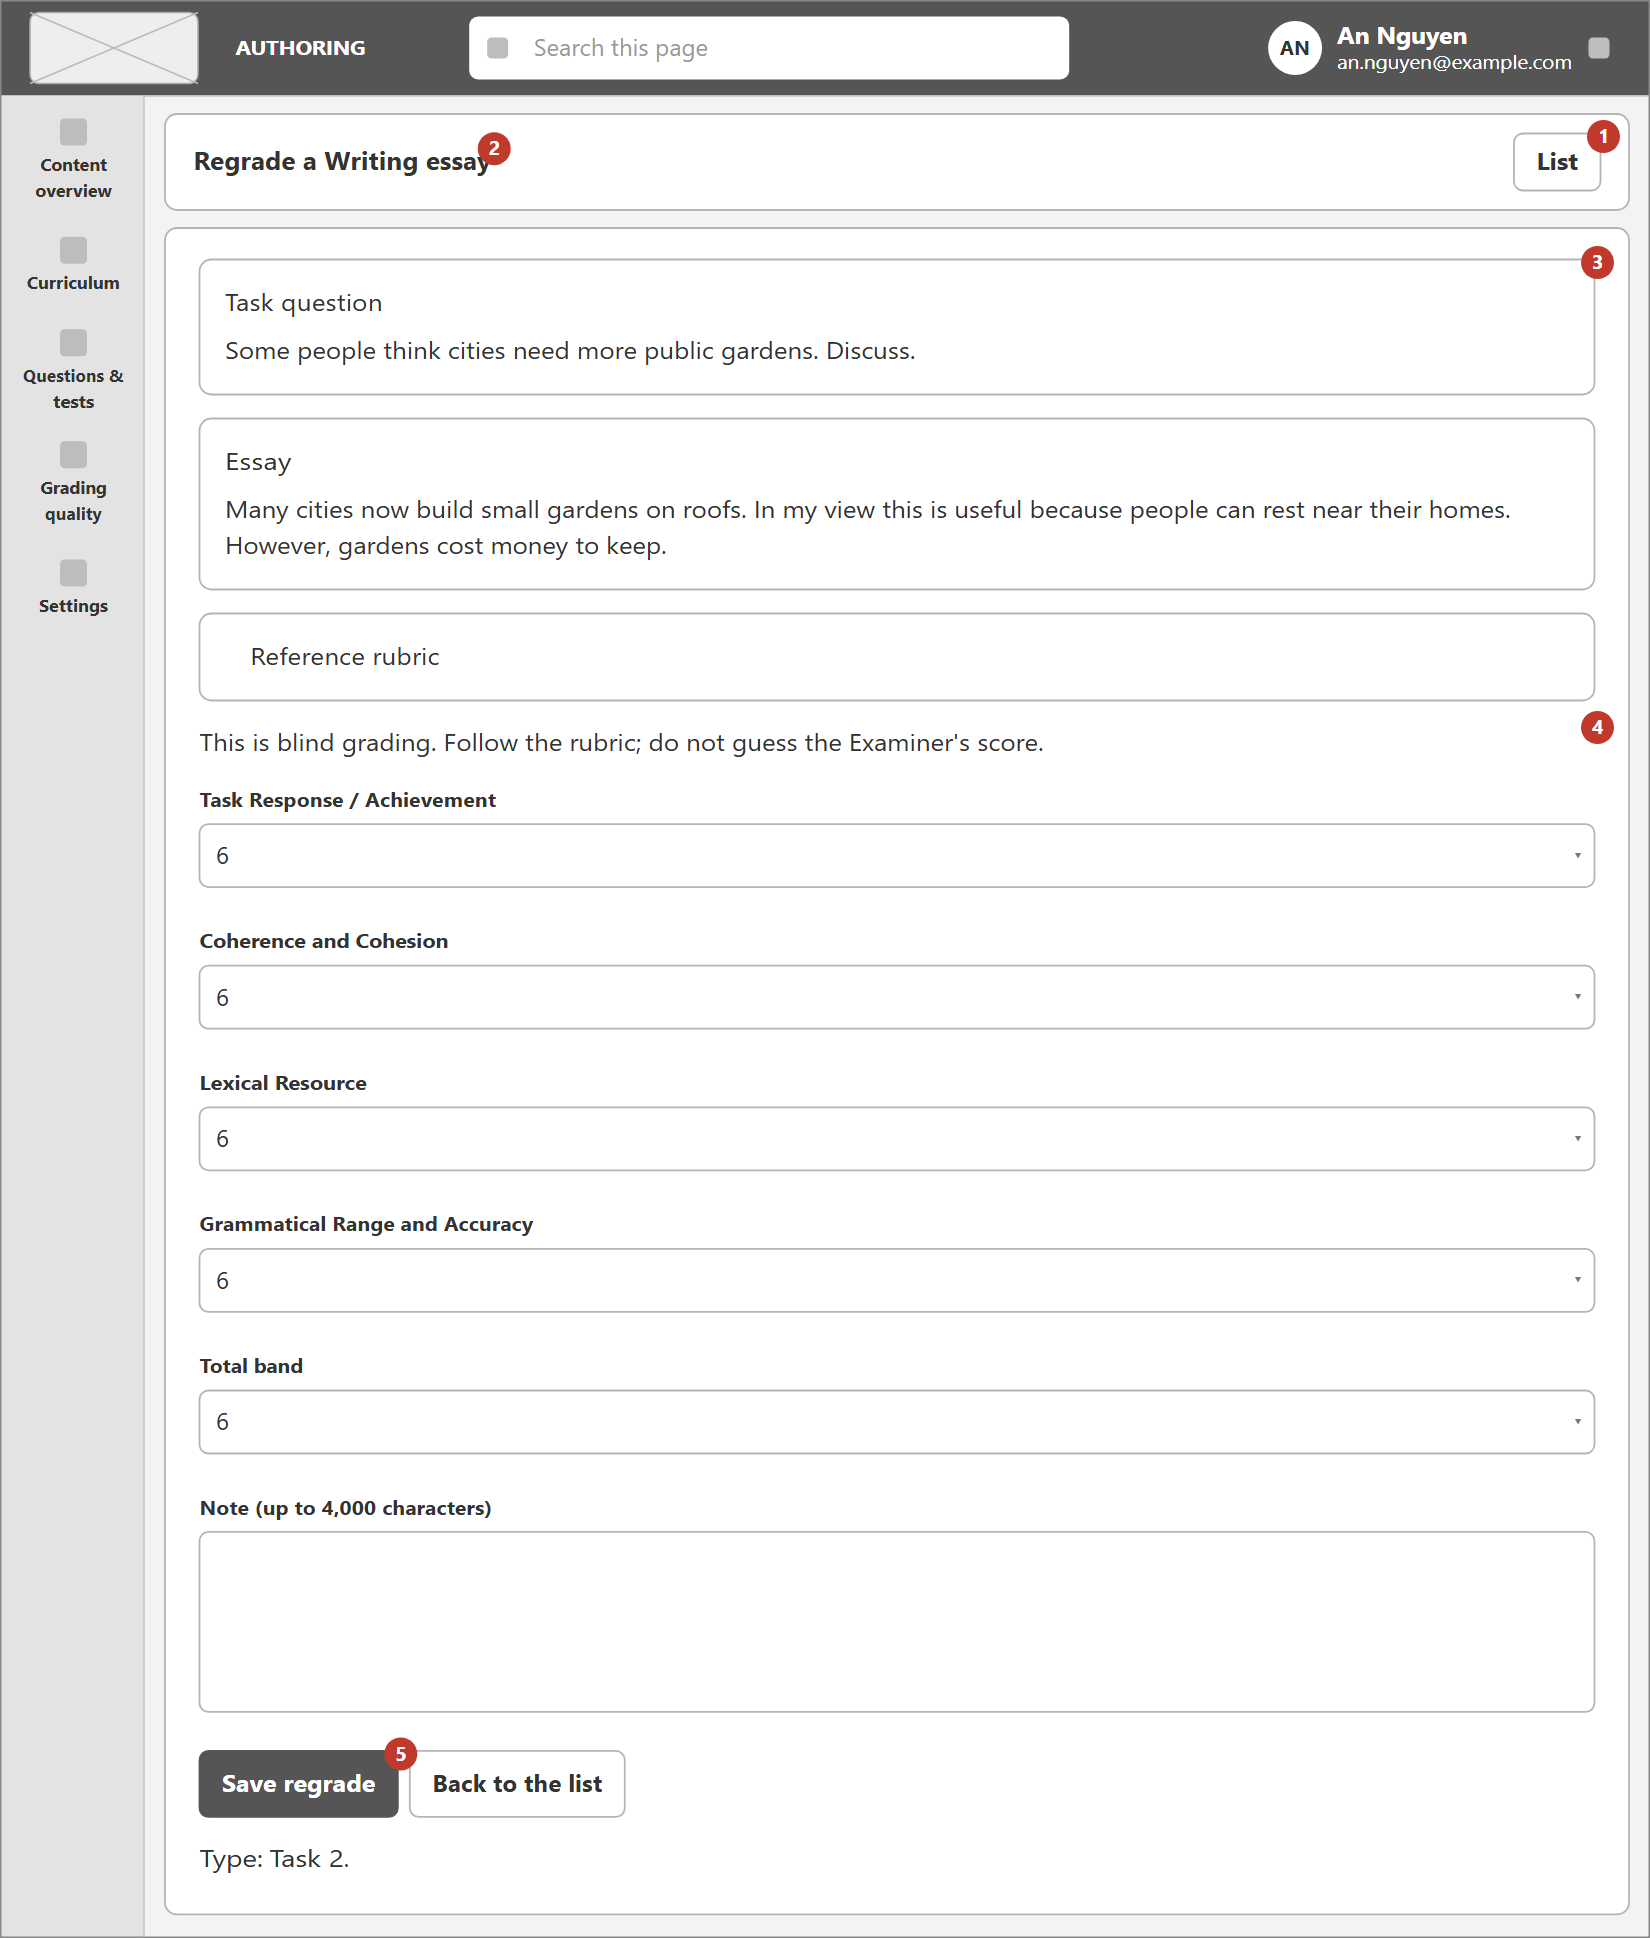 AUTHORING
Search this page
AN
An Nguyen
an.nguyen@example.com
Content
overview
Curriculum
Questions &
tests
Grading
quality
Settings
Regrade a Writing essay
2
List
1
3
Task question
Some people think cities need more public gardens. Discuss.
Essay
Many cities now build small gardens on roofs. In my view this is useful because people can rest near their homes.
However, gardens cost money to keep.
Reference rubric
4
This is blind grading. Follow the rubric; do not guess the Examiner's score.
Task Response / Achievement
6
Coherence and Cohesion
6
Lexical Resource
6
Grammatical Range and Accuracy
6
Total band
6
Note (up to 4,000 characters)
Save regrade
5
Back to the list
Type: Task 2.